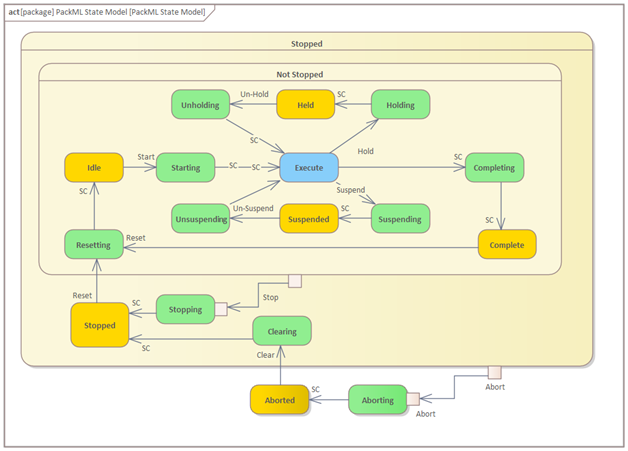 act [package] PackML State Model [PackML State Model]
Stopped
Not Stopped
Unholding
Un-Hold
Held
SC
Holding
SC
Hold
Idle
Start
Starting
SC
SC
Execute
SC
Completing
Suspend
Unsuspending
Un-Suspend
Suspended
SC
Suspending
SC
SC
Resetting
Reset
Complete
Reset
Stop
SC
Stopping
Stopped
Clearing
SC
Clear
Abort
Aborted
SC
Aborting
Abort